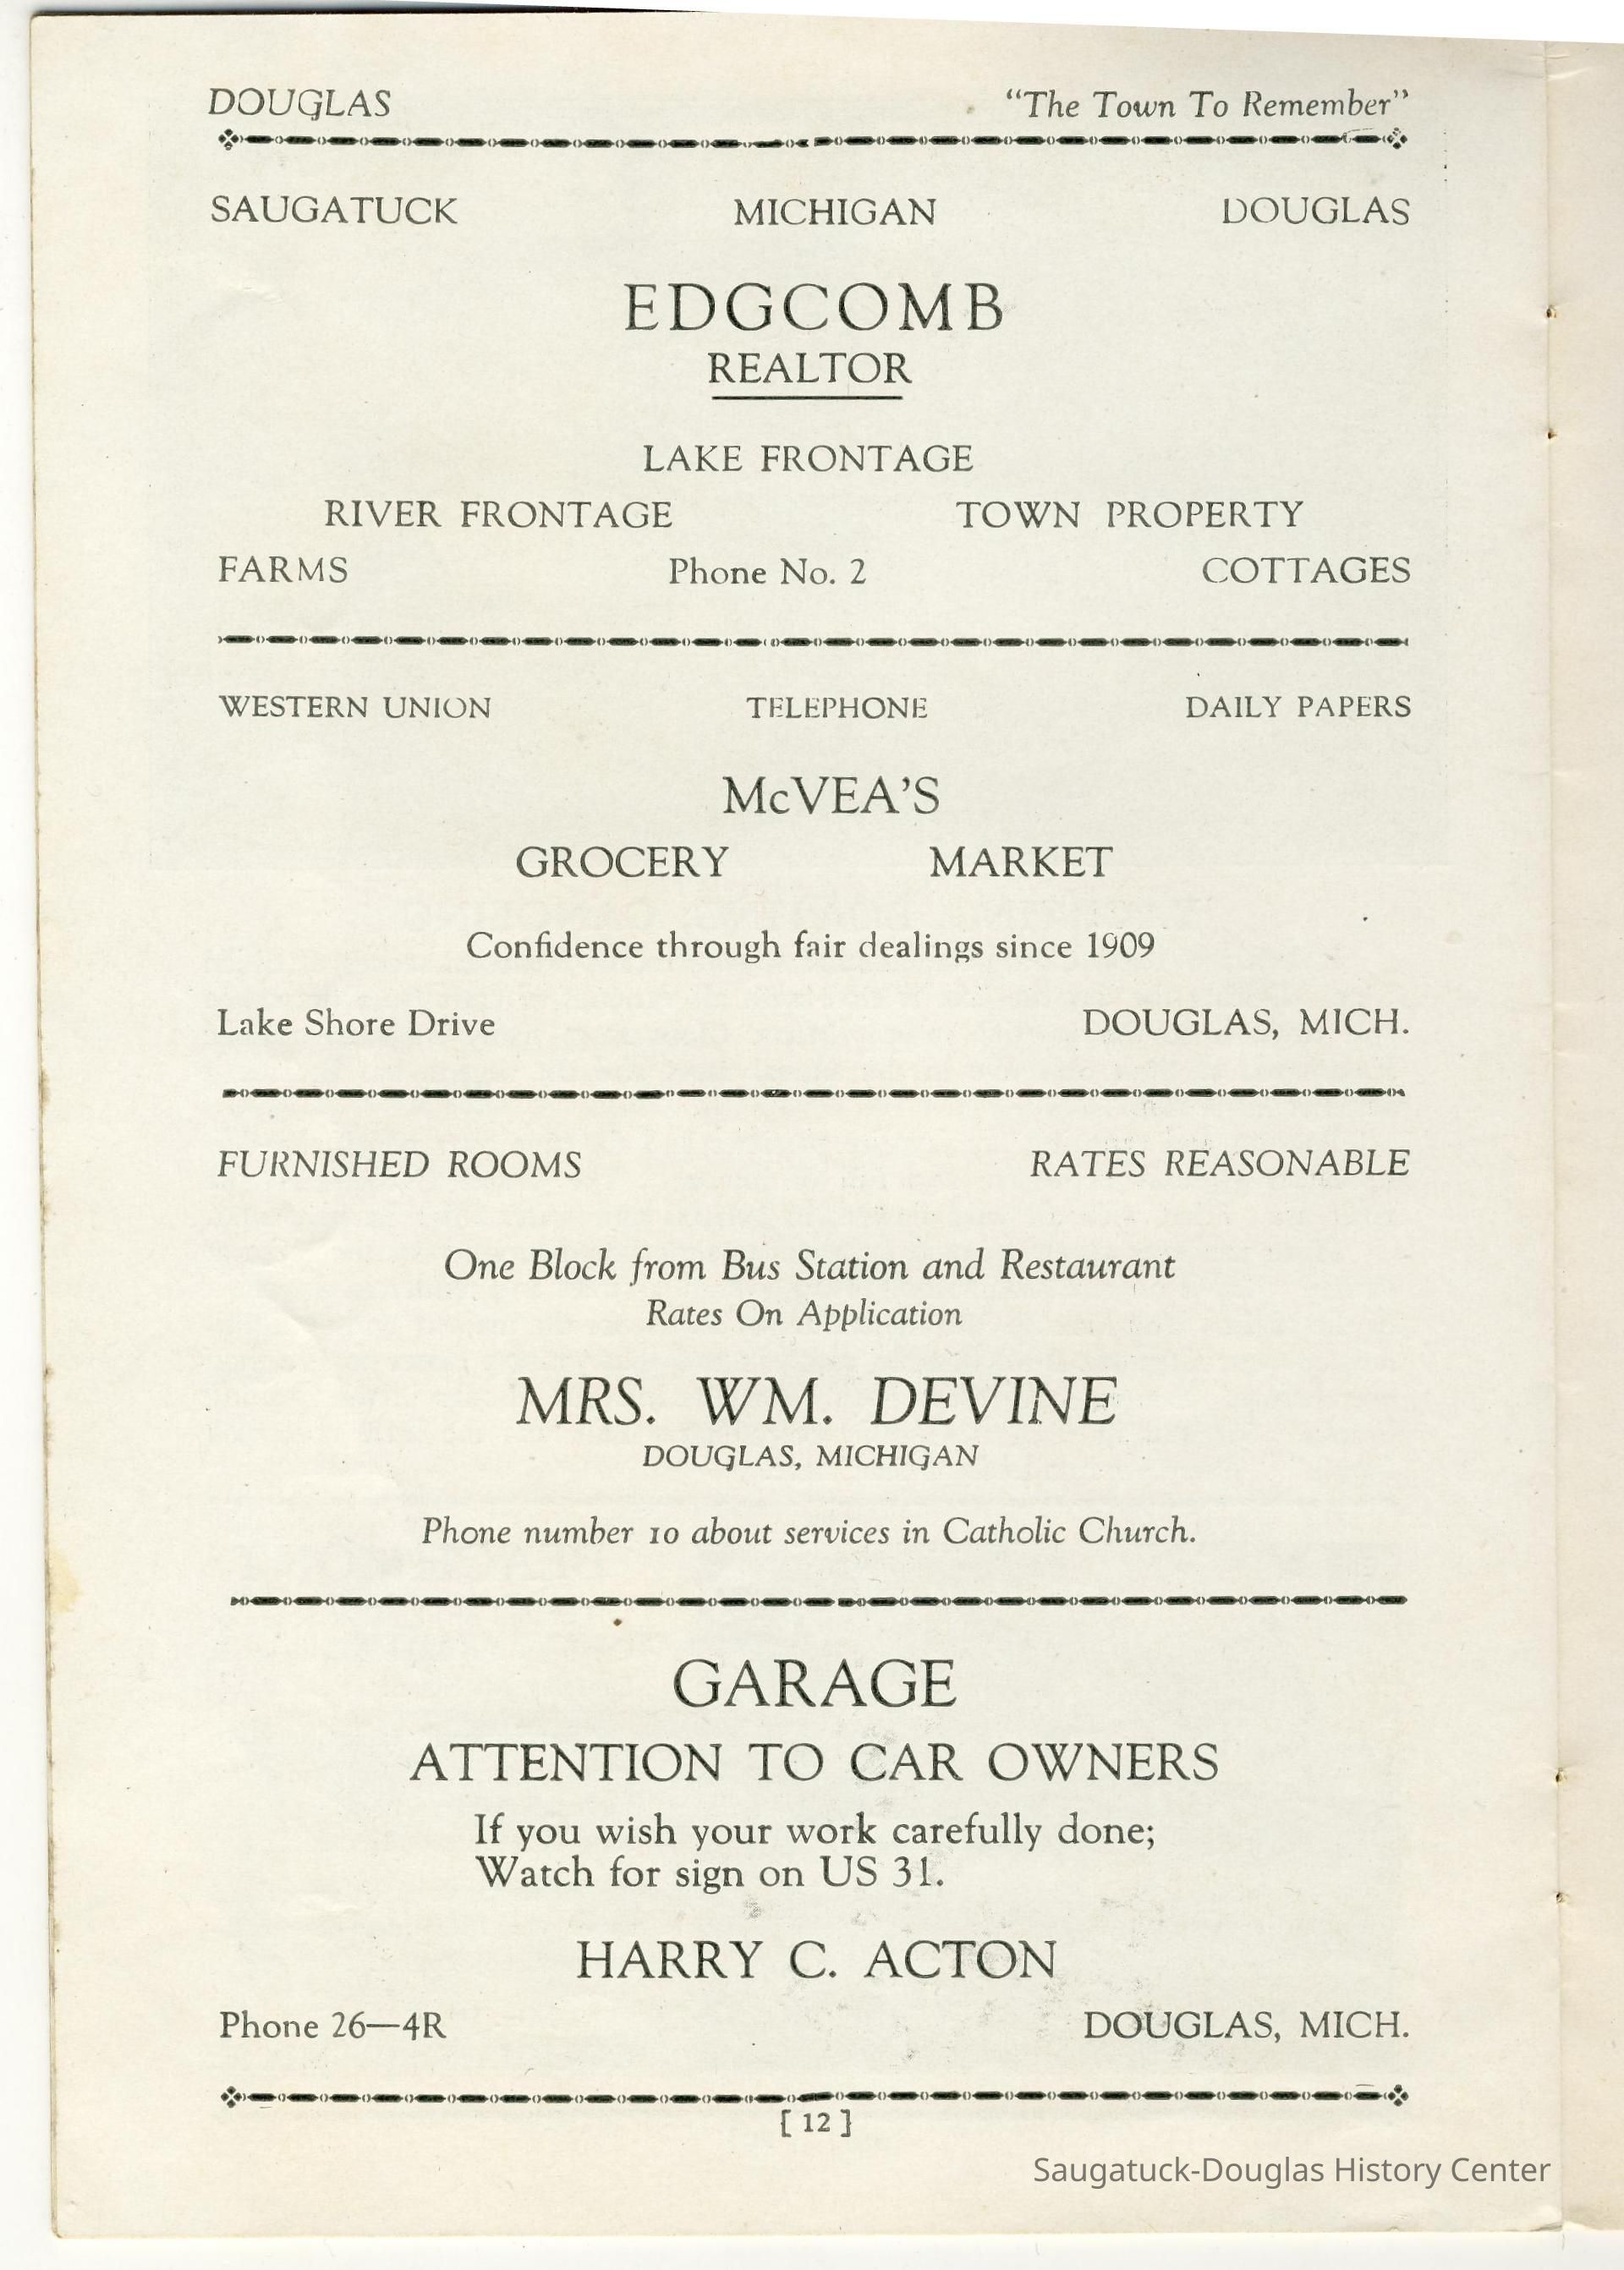 DOUGLAS "The Town To Remember"
SAUGATUCK MICHIGAN DOUGLAS
EDGCOMB
REALTOR
LAKE FRONTAGE
RIVER FRONTAGE TOWN PROPERTY
FARMS Phone No. 2 COTTAGES
WESTERN UNION TELEPHONE DAILY PAPERS
McVEA'S
GROCERY MARKET
Confidence through fair dealings since 1909
Lake Shore Drive DOUGLAS, MICH.
FURNISHED ROOMS RATES REASONABLE
One Block from Bus Station and Restaurant
Rates On Application
MRS. WM. DEVINE
DOUGLAS, MICHIGAN
Phone number 10 about services in Catholic Church.
GARAGE
ATTENTION TO CAR OWNERS
If you wish your work carefully done;
Watch for sign on US 31.
HARRY C. ACTON
Phone 26—4R DOUGLAS, MICH.
[ 12 ]
Saugatuck-Douglas History Center